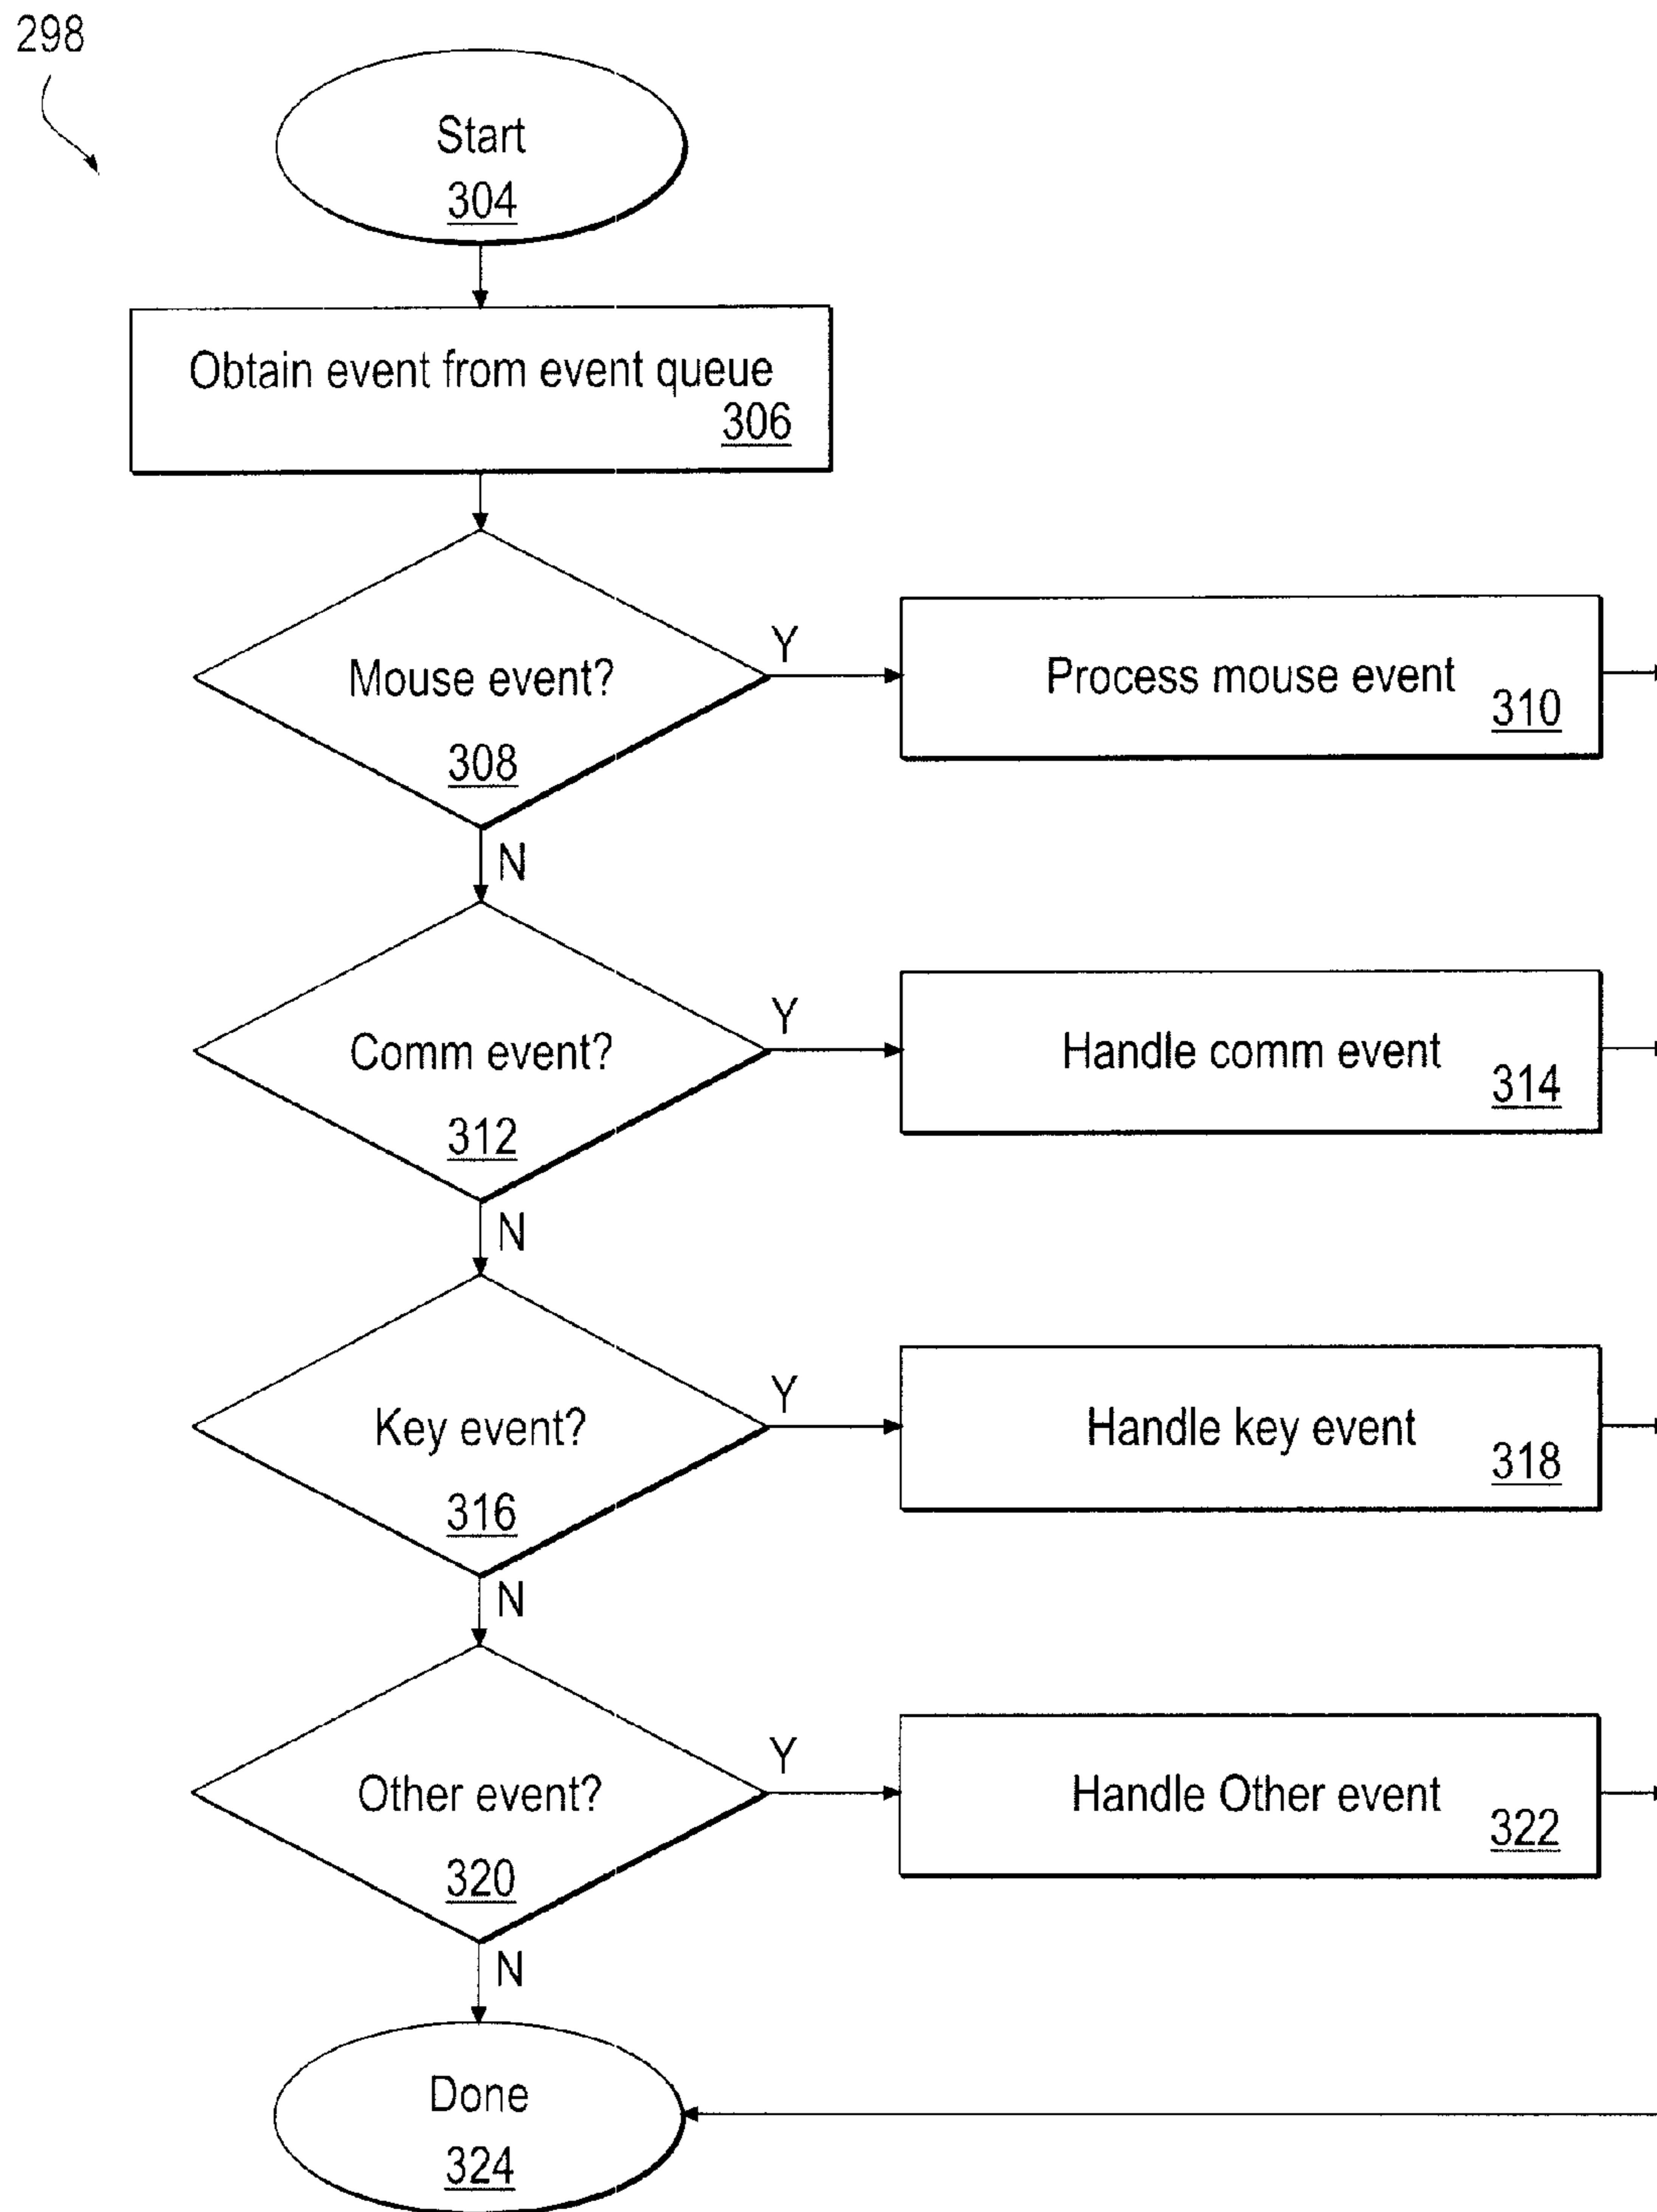 298
Start
304
Obtain event from event queue
306
Mouse event?
308
Y
Process mouse event
310
N
Comm event?
312
Y
Handle comm event
314
N
Key event?
316
Y
Handle key event
318
N
Other event?
320
Y
Handle Other event
322
N
Done
324